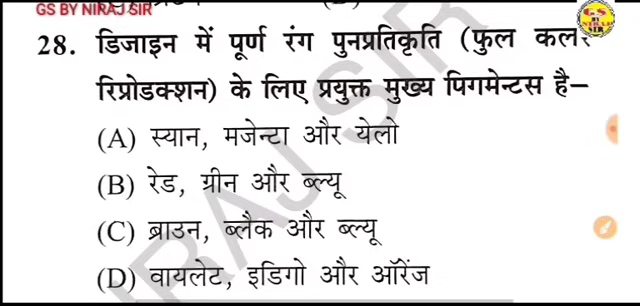 GS BY NIRAJ SIR
28. डिजाइन में पूर्ण रंग पुनप्रतिकृति (फुल कलर
रिप्रोडक्शन) के लिए प्रयुक्त मुख्य पिगमेन्टस है–
(A) स्यान, मजेन्टा और येलो
(B) रेड, ग्रीन और ब्ल्यू
(C) ब्राउन, ब्लैक और ब्ल्यू
(D) वायलेट, इडिगो और ऑरेंज